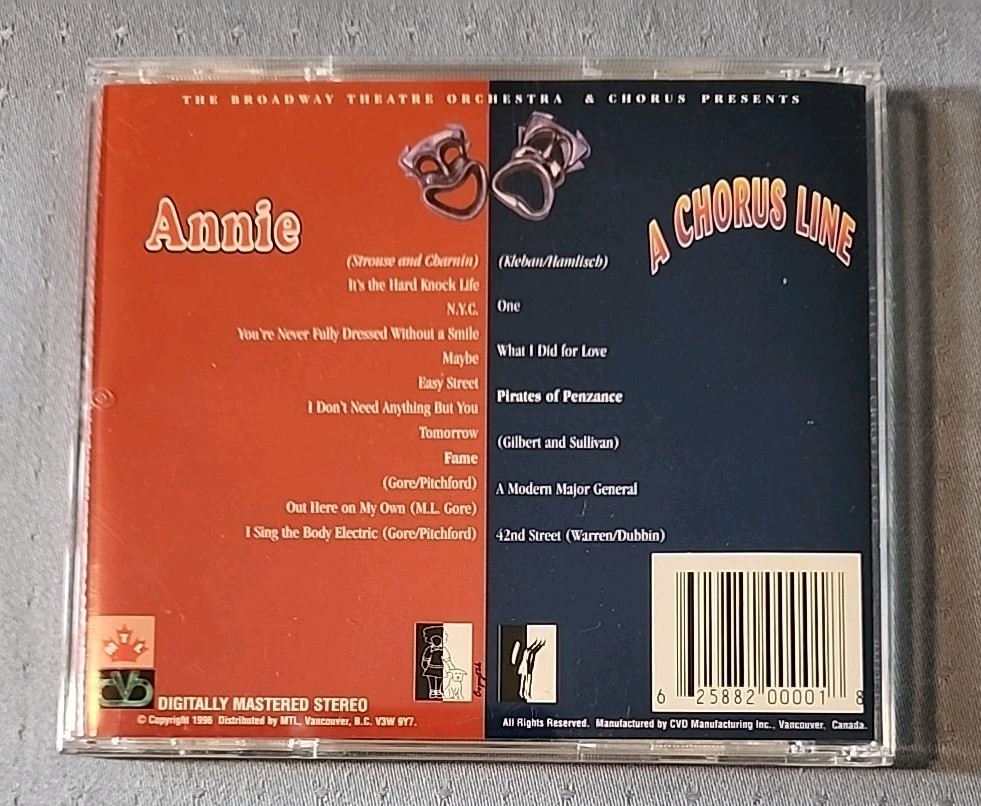 THE BROADWAY THEATRE ORCHESTRA & CHORUS PRESENTS
Annie
(Strouse and Charnin)
It's the Hard Knock Life
N.Y.C.
You're Never Fully Dressed Without a Smile
Maybe
Easy Street
I Don't Need Anything But You
Tomorrow
Fame
(Gore/Pitchford)
Out Here on My Own (M.L. Gore)
I Sing the Body Electric (Gore/Pitchford)
A CHORUS LINE
(Kleban/Hamlisch)
One
What I Did for Love
Pirates of Penzance
(Gilbert and Sullivan)
A Modern Major General
42nd Street (Warren/Dubbin)
MTL
CVD
DIGITALLY MASTERED STEREO
© Copyright 1996 Distributed by MTL, Vancouver, B.C. V3W 9Y7.
6 25882 00001 8
All Rights Reserved. Manufactured by CVD Manufacturing Inc., Vancouver, Canada.